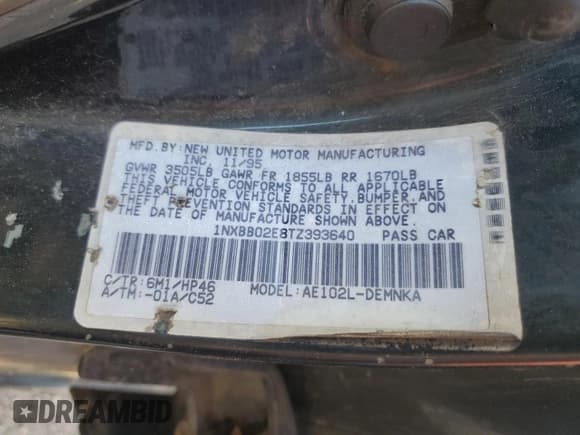 MFD.BY:NEW UNITED MOTOR MANUFACTURING
INC. 11/95
GVWR 3505LB GAWR FR 1855LB RR 1670LB
THIS VEHICLE CONFORMS TO ALL APPLICABLE
FEDERAL MOTOR VEHICLE SAFETY,BUMPER,AND
THEFT PREVENTION STANDARDS IN EFFECT ON
THE DATE OF MANUFACTURE SHOWN ABOVE.
1NXBB02E8TZ393640 PASS CAR
C/TR:6M1/HP46 MODEL:AE102L-DEMNKA
A/TM:-01A/C52
DREAMBID